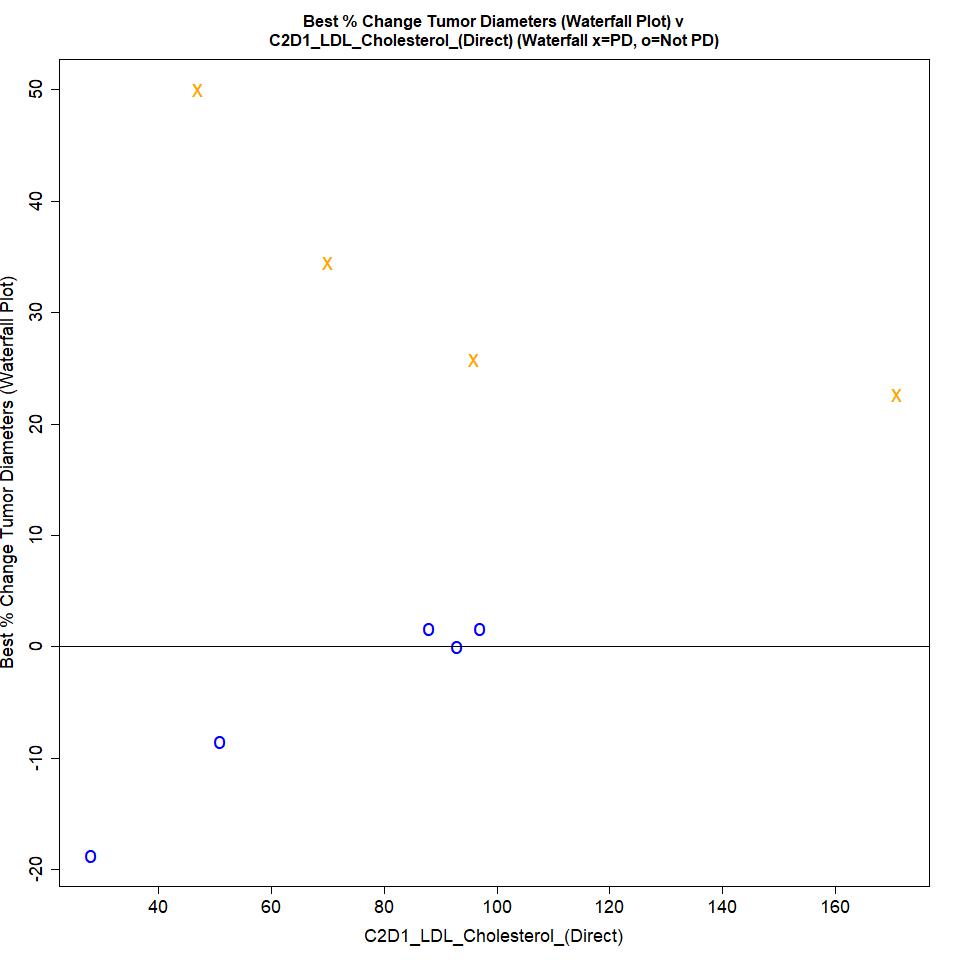 Best % Change Tumor Diameters (Waterfall Plot) v
C2D1_LDL_Cholesterol_(Direct) (Waterfall x=PD, o=Not PD)
Best % Change Tumor Diameters (Waterfall Plot)
50
40
30
20
10
0
-10
-20
X
X
X
X
O
O
O
O
O
40 60 80 100 120 140 160
C2D1_LDL_Cholesterol_(Direct)